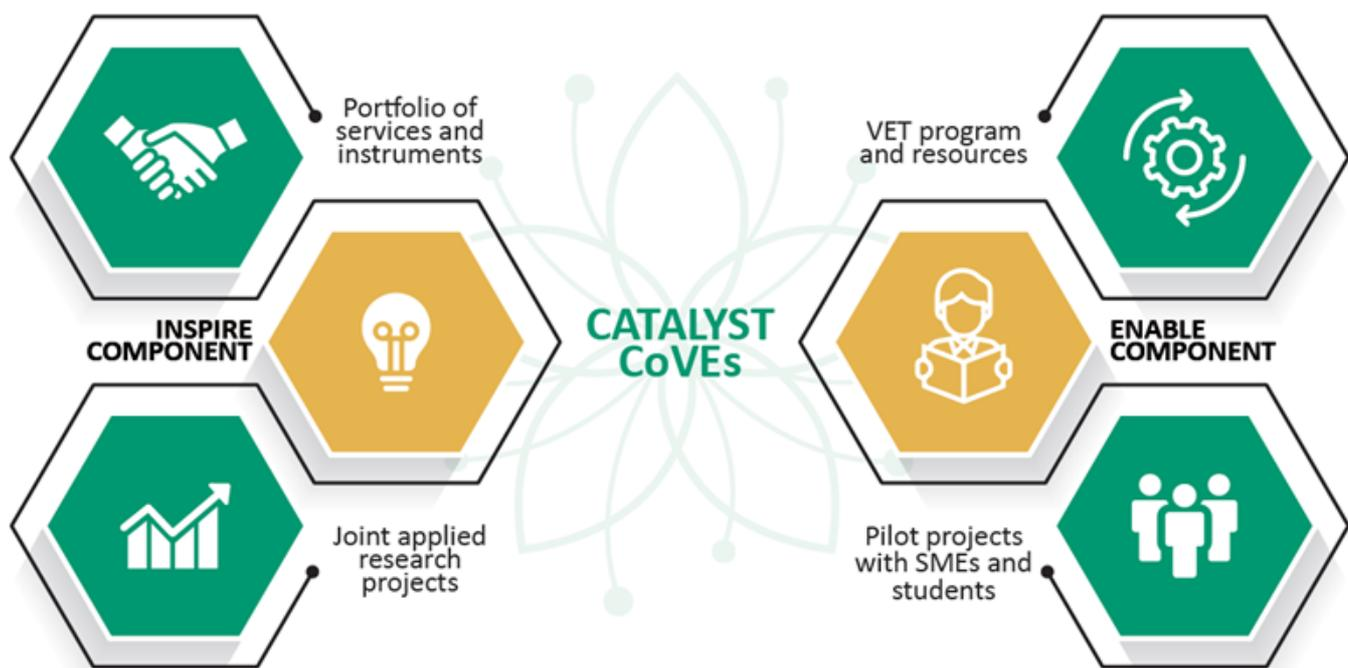 Portfolio of
services and
instruments
INSPIRE
COMPONENT
Joint applied
research
projects
CATALYST
CoVEs
VET program
and resources
ENABLE
COMPONENT
Pilot projects
with SMEs and
students